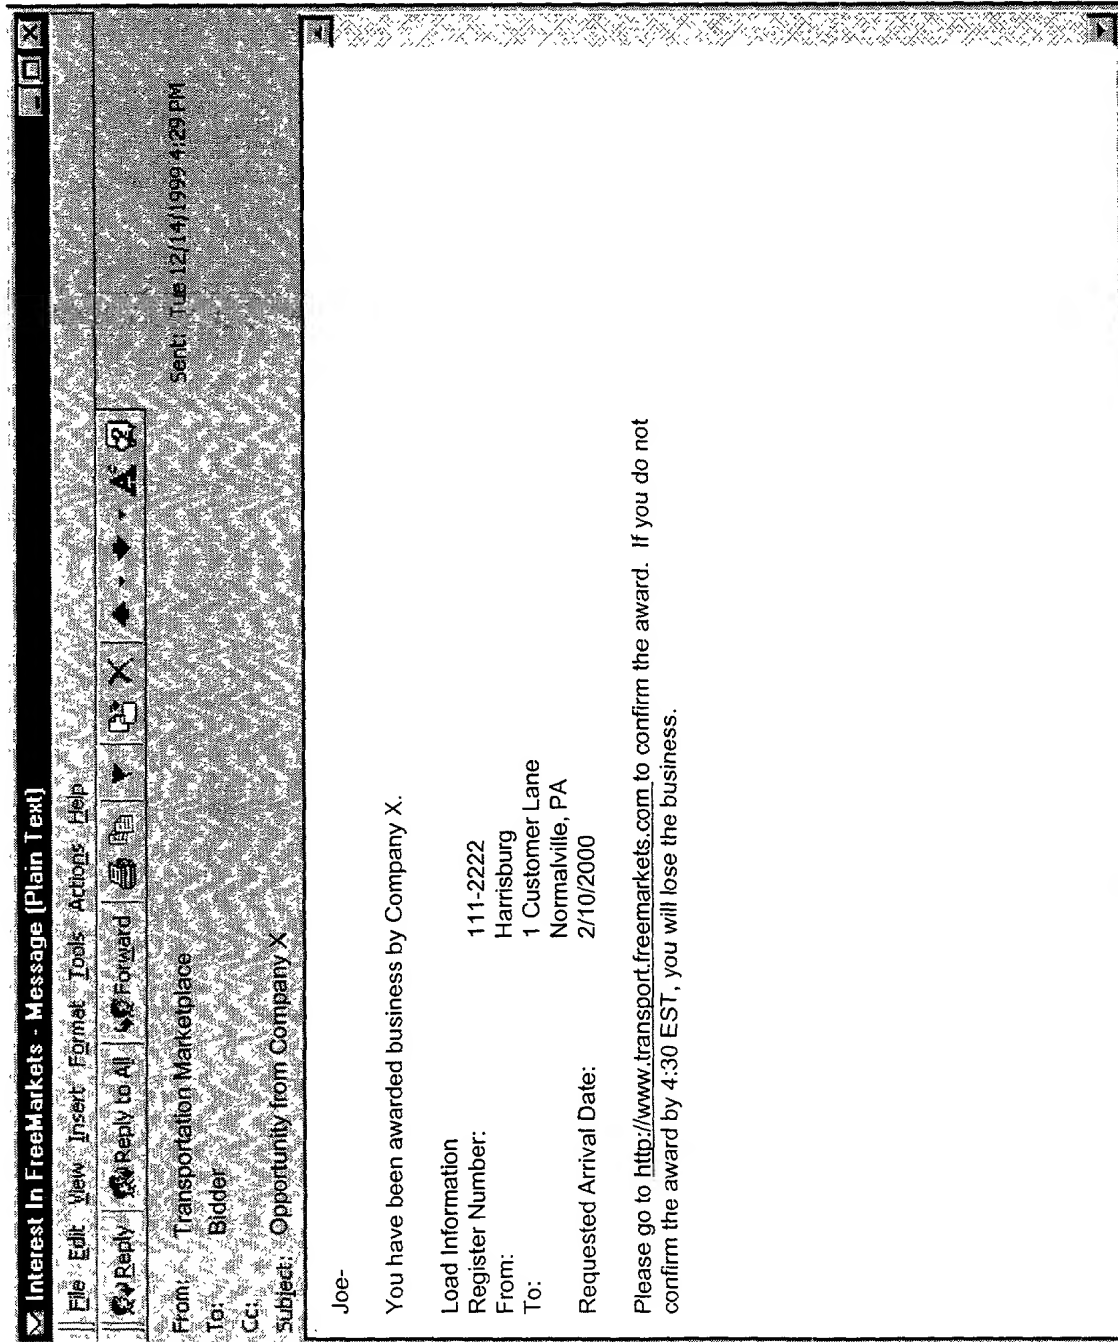 Interest In FreeMarkets - Message (Plain Text)
File Edit View Insert Format Tools Actions Help
Reply Reply to All Forward
From: Transportation Marketplace Sent: Tue 12/14/1999 4:29 PM
To: Bidder
Cc:
Subject: Opportunity from Company X
Joe-
You have been awarded business by Company X.
Load Information
Register Number: 111-2222
From: Harrisburg
To: 1 Customer Lane
Normalville, PA
Requested Arrival Date: 2/10/2000
Please go to http://www.transport.freemarkets.com to confirm the award. If you do not
confirm the award by 4:30 EST, you will lose the business.